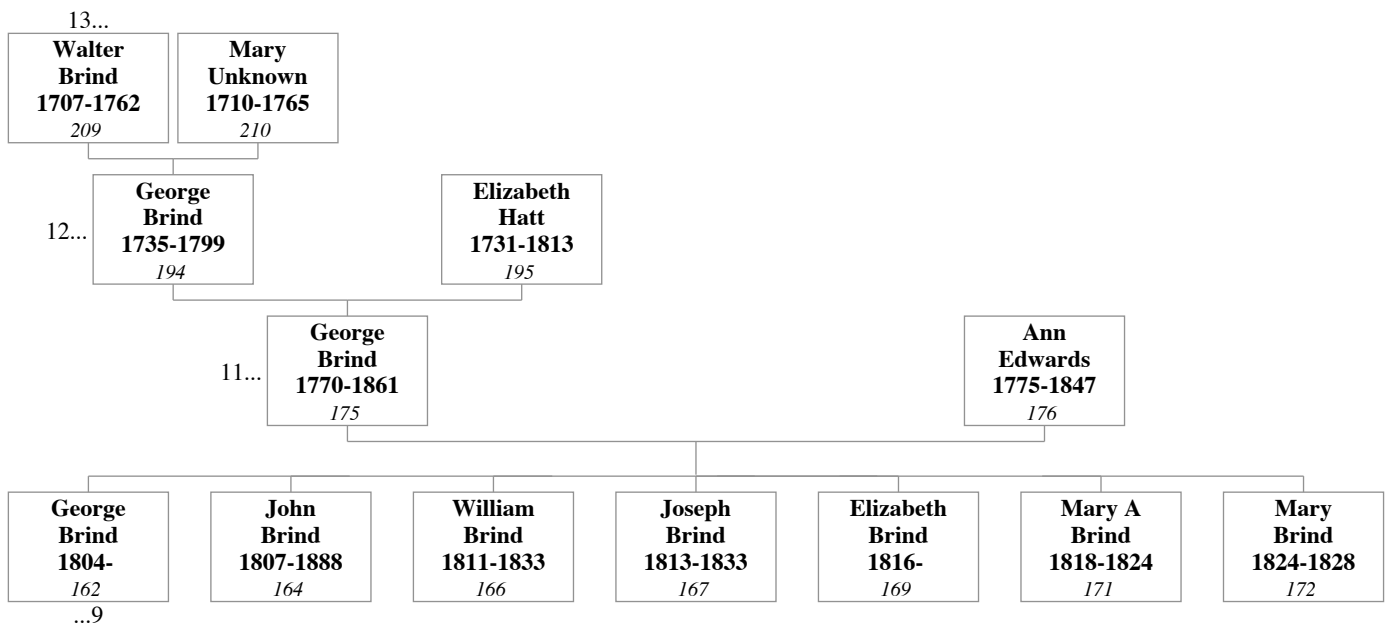 13...
Walter
Brind
1707-1762
209
Mary
Unknown
1710-1765
210
12...
George
Brind
1735-1799
194
Elizabeth
Hatt
1731-1813
195
11...
George
Brind
1770-1861
175
Ann
Edwards
1775-1847
176
George
Brind
1804-
162
John
Brind
1807-1888
164
William
Brind
1811-1833
166
Joseph
Brind
1813-1833
167
Elizabeth
Brind
1816-
169
Mary A
Brind
1818-1824
171
Mary
Brind
1824-1828
172
...9